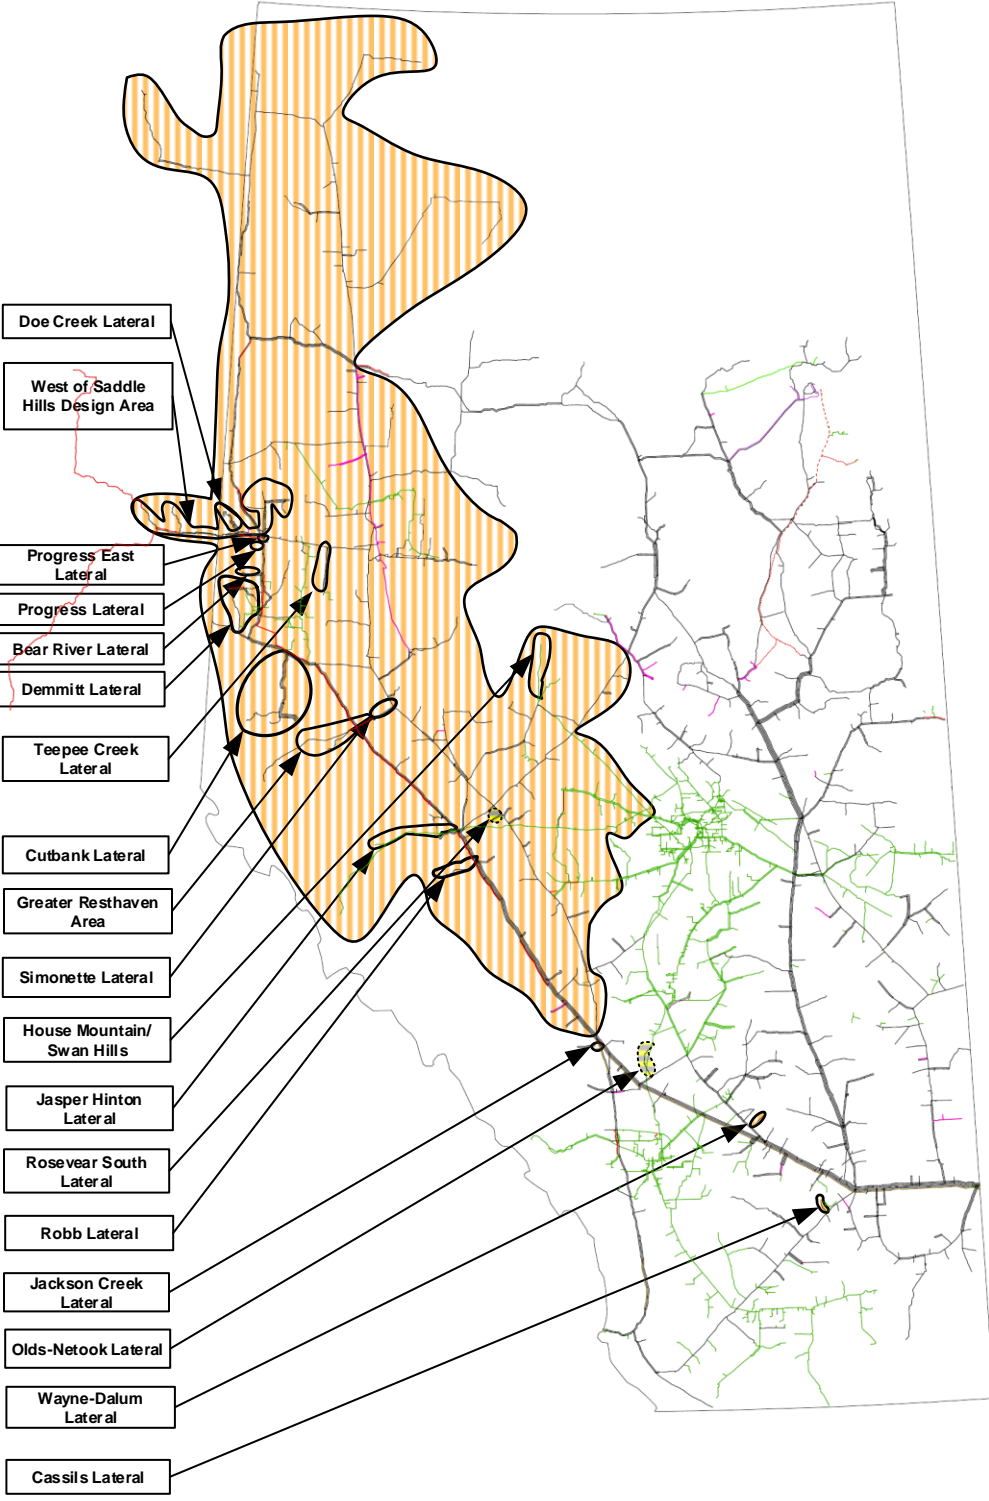 Doe Creek Lateral
West of Saddle
Hills Design Area
Progress East
Lateral
Progress Lateral
Bear River Lateral
Demmitt Lateral
Teepee Creek
Lateral
Cutbank Lateral
Greater Resthaven
Area
Simonette Lateral
House Mountain/
Swan Hills
Jasper Hinton
Lateral
Rosevear South
Lateral
Robb Lateral
Jackson Creek
Lateral
Olds-Netook Lateral
Wayne-Dalum
Lateral
Cassils Lateral